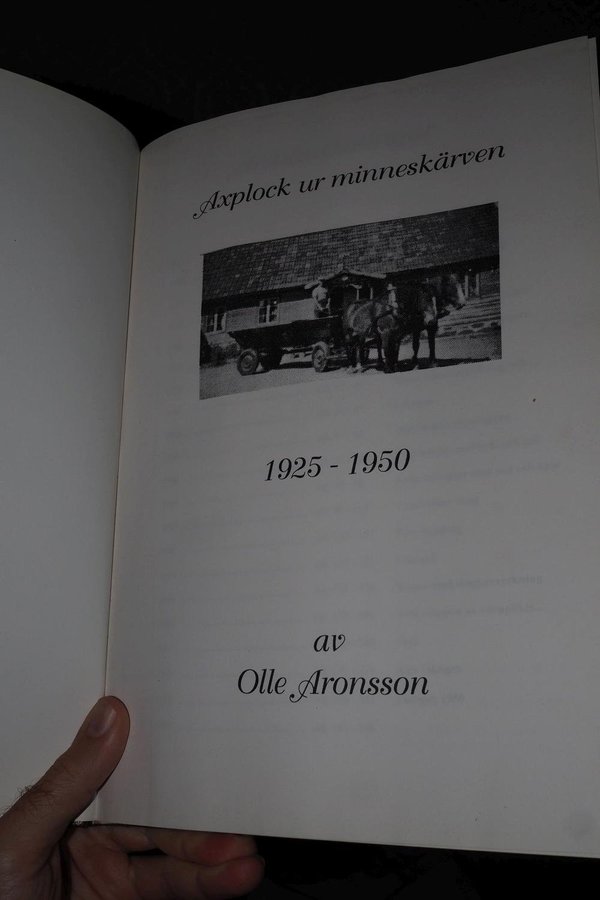 Axplock ur minneskärven
1925 - 1950
av
Olle Aronsson